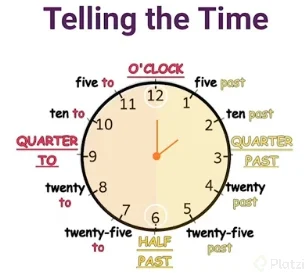 Telling the Time
O'CLOCK
five to
five past
12
11
1
ten to
ten past
10
2
QUARTER
TO
9
3
QUARTER
PAST
8
4
twenty
to
twenty
past
7
5
6
twenty-five
to
HALF
PAST
twenty-five
past
Platzi